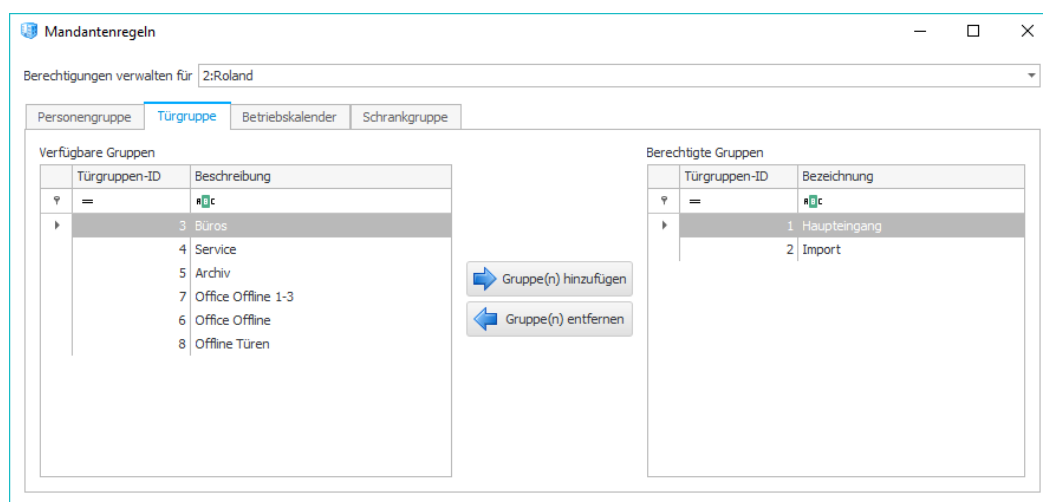 Mandantenregeln
Berechtigungen verwalten für 2:Roland
Personengruppe Türgruppe Betriebskalender Schrankgruppe
Verfügbare Gruppen
Türgruppen-ID Beschreibung
= ABC
3 Büros
4 Service
5 Archiv
7 Office Offline 1-3
6 Office Offline
8 Offline Türen
Gruppe(n) hinzufügen
Gruppe(n) entfernen
Berechtigte Gruppen
Türgruppen-ID Bezeichnung
= ABC
1 Haupteingang
2 Import